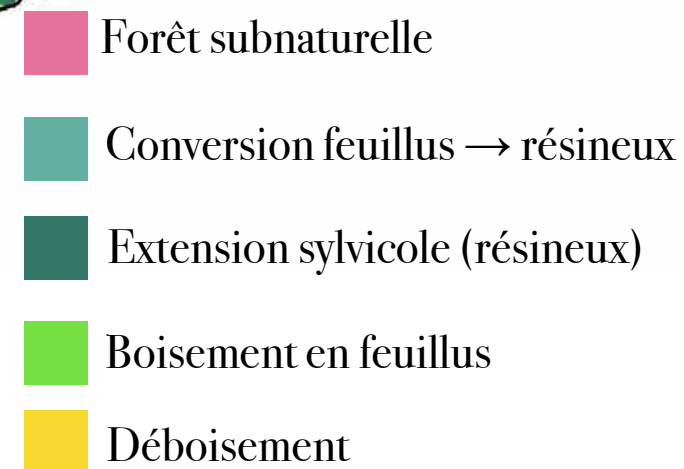 Forêt subnaturelle
Conversion feuillus → résineux
Extension sylvicole (résineux)
Boisement en feuillus
Déboisement